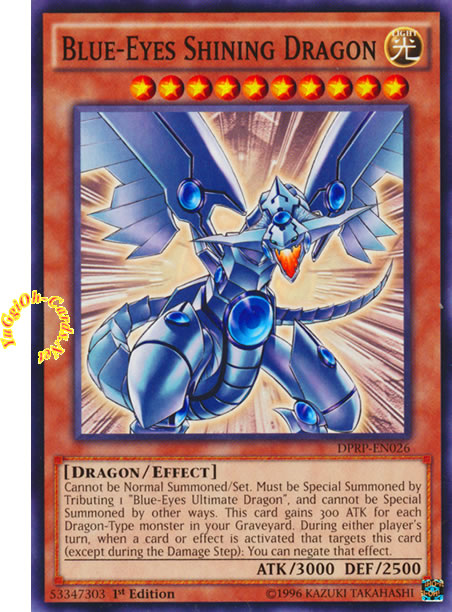 BLUE-EYES SHINING DRAGON
LIGHT
光
YuGgiOh-Cards.Net
DPRP-EN026
[DRAGON/EFFECT]
Cannot be Normal Summoned/Set. Must be Special Summoned by
Tributing 1 "Blue-Eyes Ultimate Dragon", and cannot be Special
Summoned by other ways. This card gains 300 ATK for each
Dragon-Type monster in your Graveyard. During either player's
turn, when a card or effect is activated that targets this card
(except during the Damage Step): You can negate that effect.
ATK/3000 DEF/2500
53347303 1st Edition ©1996 KAZUKI TAKAHASHI